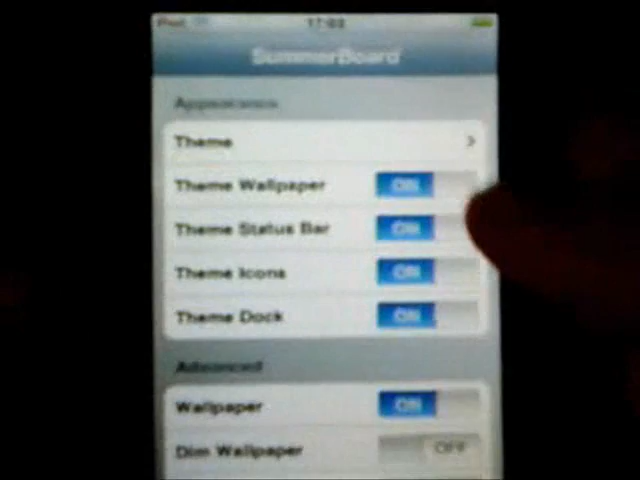 iPod 17:03
SummerBoard
Appearance
Theme
Theme Wallpaper ON
Theme Status Bar ON
Theme Icons ON
Theme Dock ON
Advanced
Wallpaper ON
Dim Wallpaper OFF